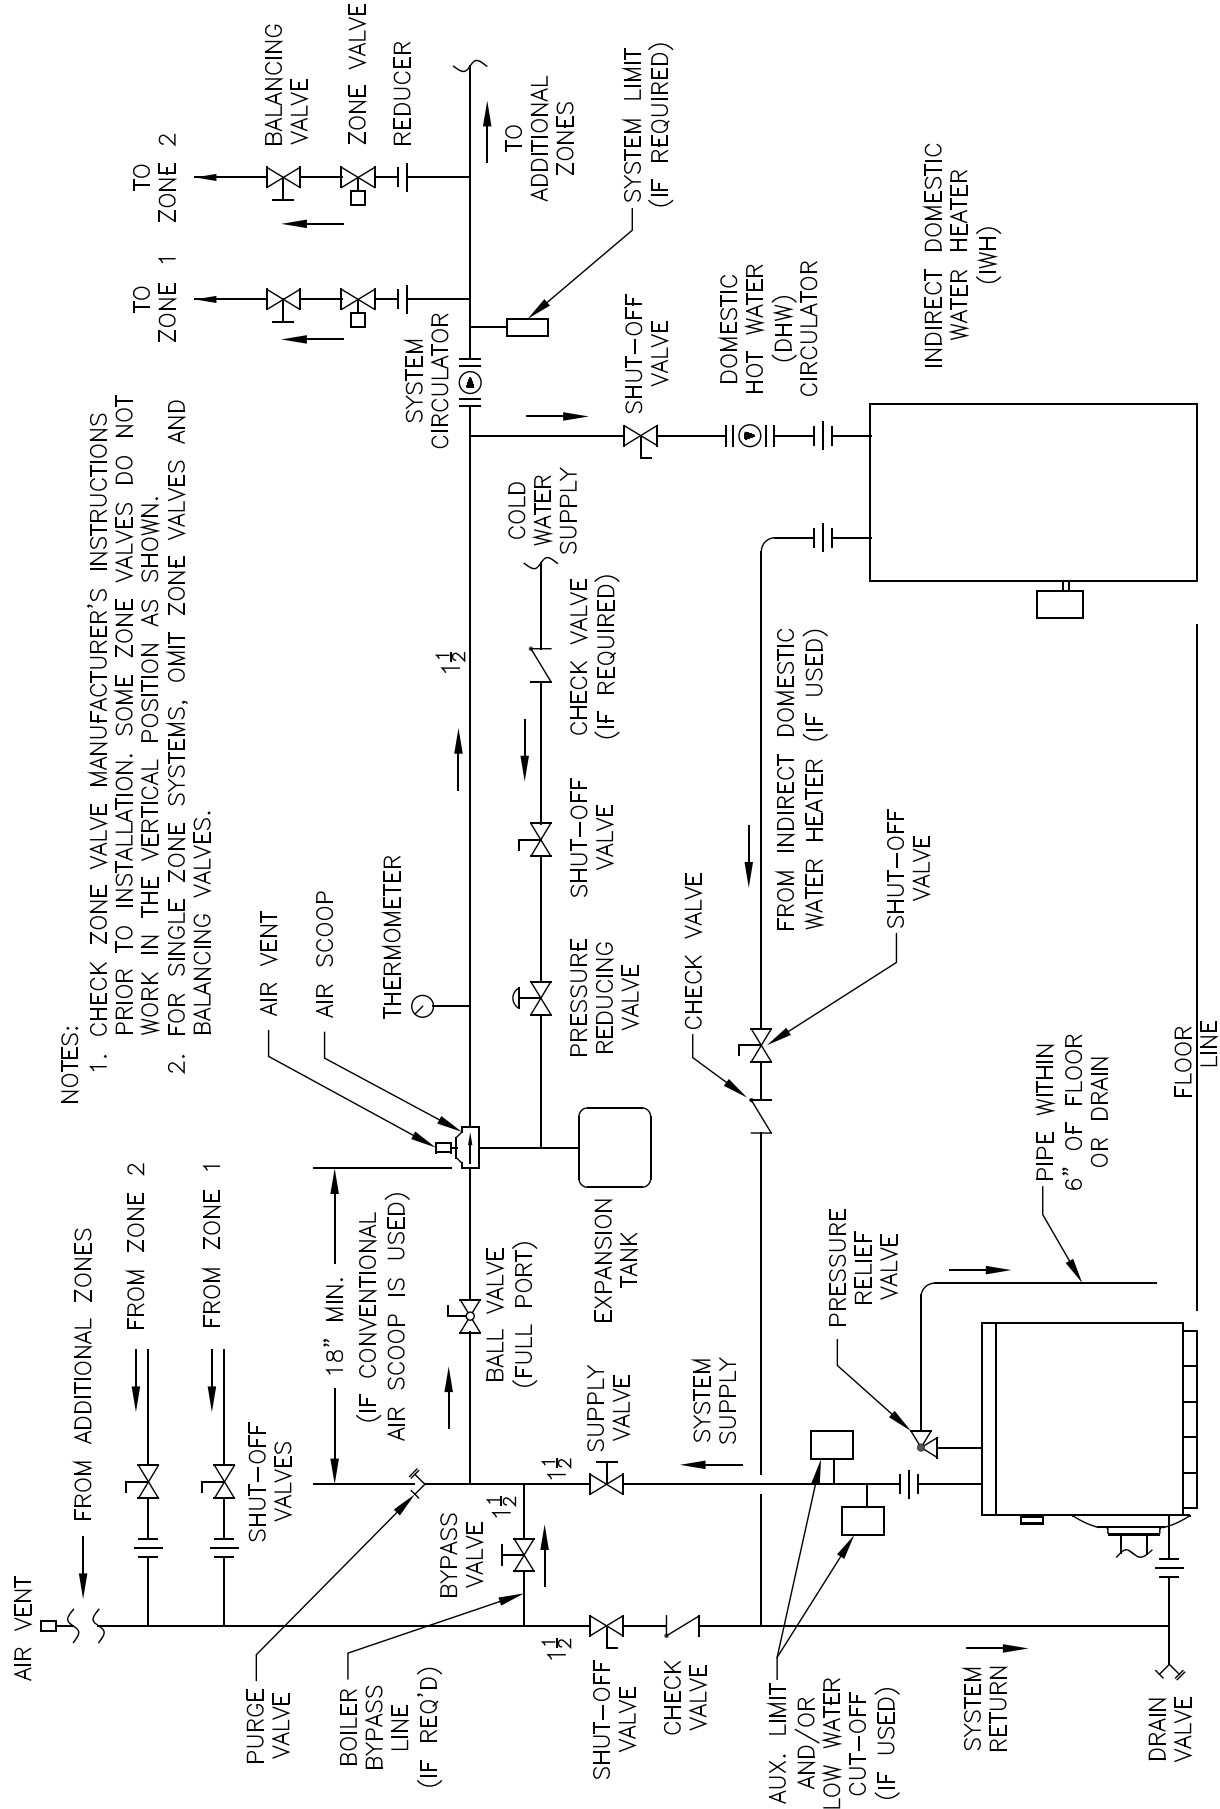 NOTES:
1. CHECK ZONE VALVE MANUFACTURER'S INSTRUCTIONS
PRIOR TO INSTALLATION. SOME ZONE VALVES DO NOT
WORK IN THE VERTICAL POSITION AS SHOWN.
2. FOR SINGLE ZONE SYSTEMS, OMIT ZONE VALVES AND
BALANCING VALVES.
AIR VENT
FROM ADDITIONAL ZONES
FROM ZONE 2
FROM ZONE 1
SHUT-OFF
VALVES
TO
ZONE 1
TO
ZONE 2
BALANCING
VALVE
ZONE VALVE
REDUCER
PURGE
VALVE
18" MIN.
(IF CONVENTIONAL
AIR SCOOP IS USED)
AIR VENT
AIR SCOOP
THERMOMETER
SYSTEM
CIRCULATOR
TO
ADDITIONAL
ZONES
SYSTEM LIMIT
(IF REQUIRED)
BOILER
BYPASS
LINE
(IF REQ'D)
BYPASS
VALVE
1 1/2
BALL VALVE
(FULL PORT)
1 1/2
COLD
WATER
SUPPLY
CHECK VALVE
(IF REQUIRED)
SHUT-OFF
VALVE
PRESSURE
REDUCING
VALVE
EXPANSION
TANK
1 1/2
SUPPLY
VALVE
1 1/2
SHUT-OFF
VALVE
CHECK
VALVE
SYSTEM
SUPPLY
CHECK VALVE
FROM INDIRECT DOMESTIC
WATER HEATER (IF USED)
SHUT-OFF
VALVE
SHUT-OFF
VALVE
DOMESTIC
HOT WATER
(DHW)
CIRCULATOR
INDIRECT DOMESTIC
WATER HEATER
(IWH)
AUX. LIMIT
AND/OR
LOW WATER
CUT-OFF
(IF USED)
PRESSURE
RELIEF
VALVE
SYSTEM
RETURN
PIPE WITHIN
6" OF FLOOR
OR DRAIN
DRAIN
VALVE
FLOOR
LINE